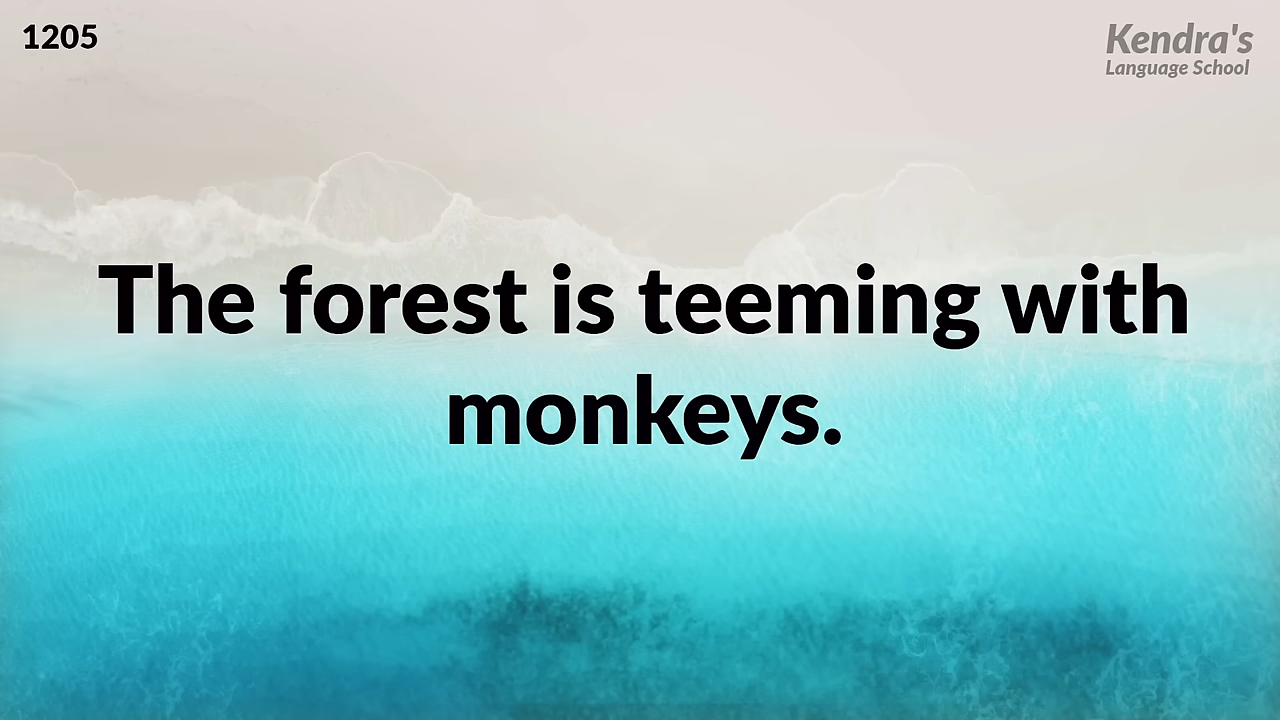 1205
Kendra's
Language School
The forest is teeming with
monkeys.